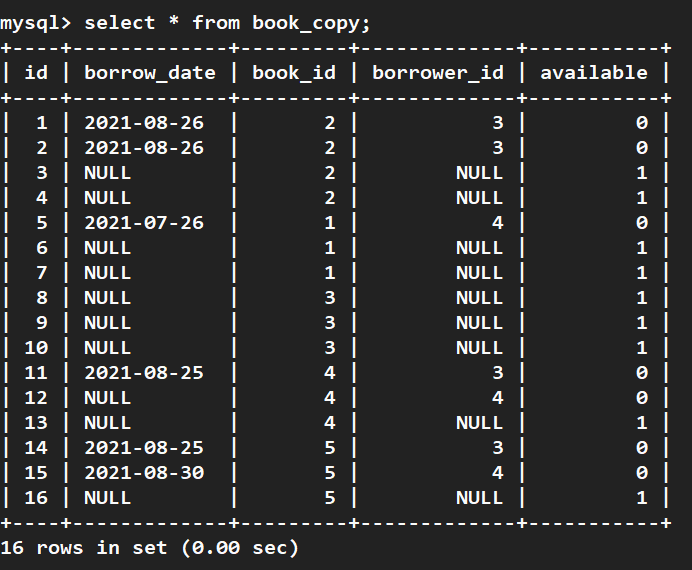 mysql> select * from book_copy;
+----+-------------+---------+-------------+-----------+
| id | borrow_date | book_id | borrower_id | available |
+----+-------------+---------+-------------+-----------+
|  1 | 2021-08-26  |       2 |           3 |         0 |
|  2 | 2021-08-26  |       2 |           3 |         0 |
|  3 | NULL        |       2 |        NULL |         1 |
|  4 | NULL        |       2 |        NULL |         1 |
|  5 | 2021-07-26  |       1 |           4 |         0 |
|  6 | NULL        |       1 |        NULL |         1 |
|  7 | NULL        |       1 |        NULL |         1 |
|  8 | NULL        |       3 |        NULL |         1 |
|  9 | NULL        |       3 |        NULL |         1 |
| 10 | NULL        |       3 |        NULL |         1 |
| 11 | 2021-08-25  |       4 |           3 |         0 |
| 12 | NULL        |       4 |           4 |         0 |
| 13 | NULL        |       4 |        NULL |         1 |
| 14 | 2021-08-25  |       5 |           3 |         0 |
| 15 | 2021-08-30  |       5 |           4 |         0 |
| 16 | NULL        |       5 |        NULL |         1 |
+----+-------------+---------+-------------+-----------+
16 rows in set (0.00 sec)